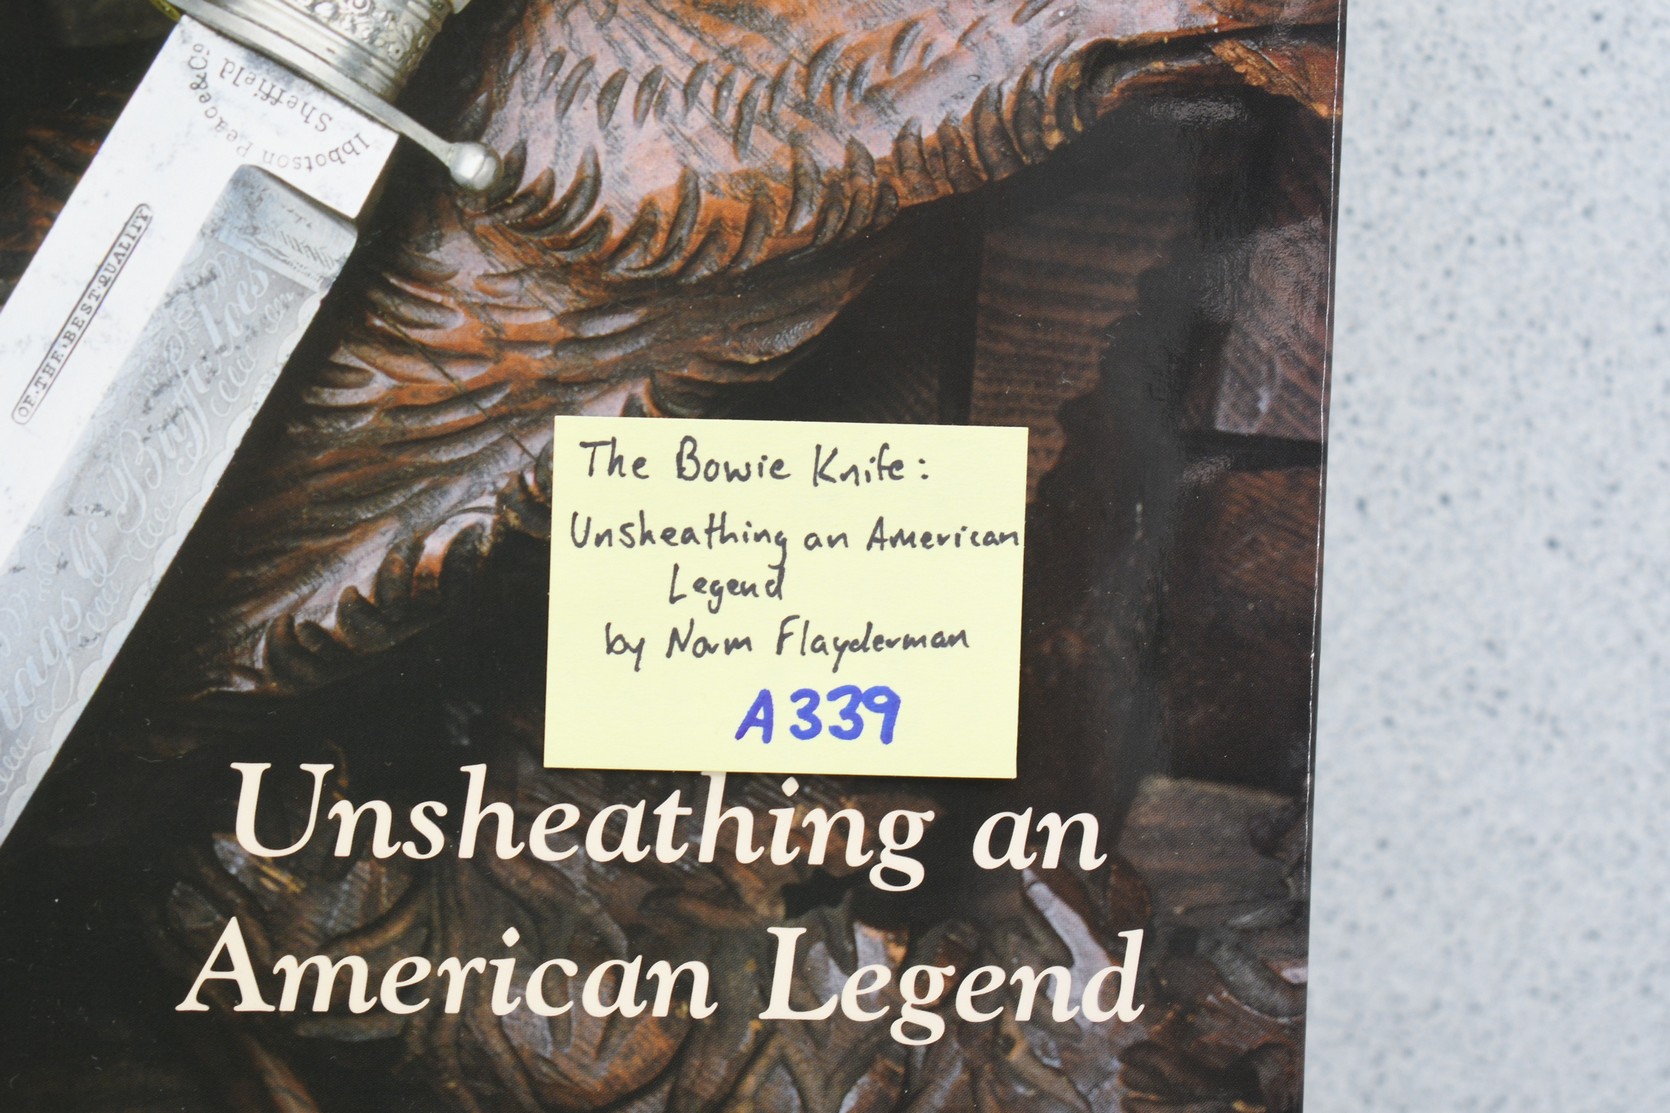 Ibbotson Peace & Co.
Sheffield
OF·THE·BEST·QUALITY
The Bowie Knife:
Unsheathing an American
Legend
by Norm Flayderman
A339
Unsheathing an
American Legend